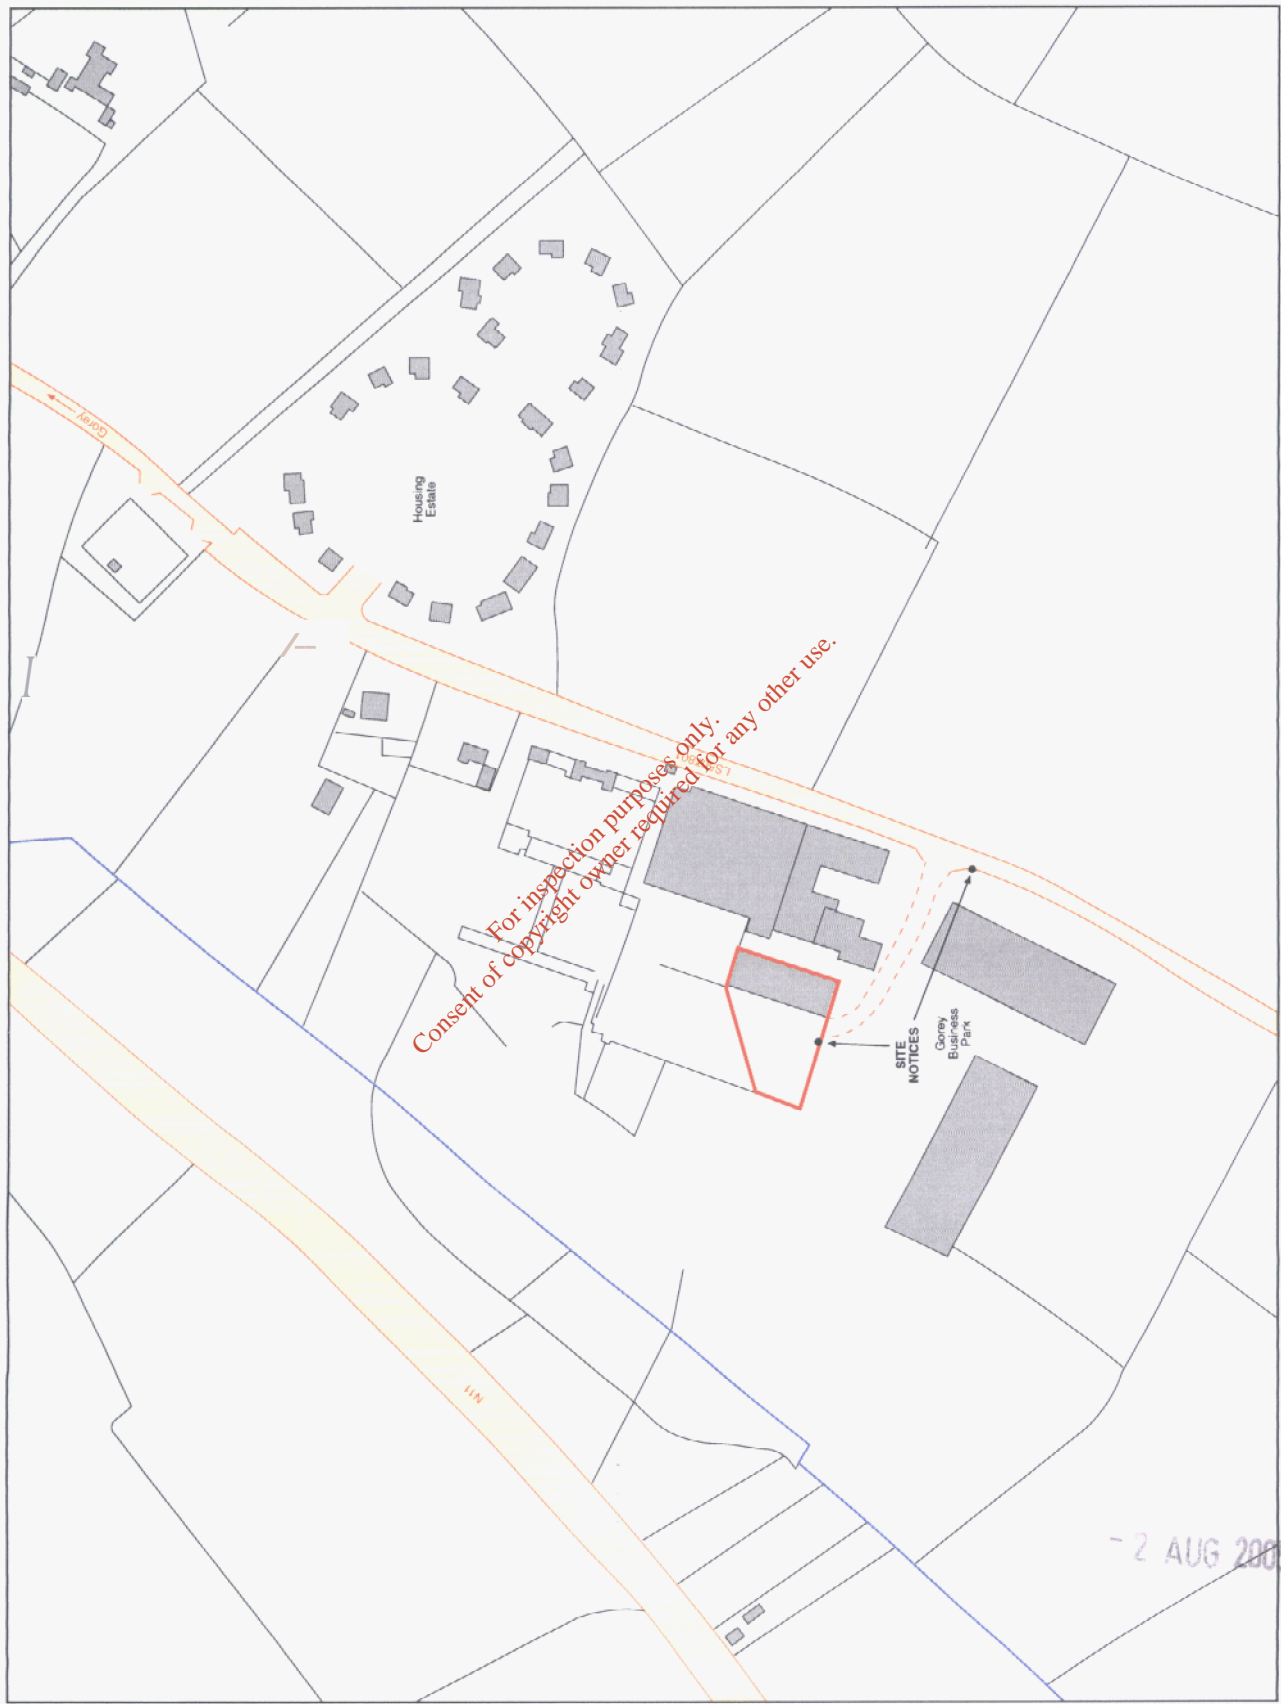 Gorey
Housing
Estate
For inspection purposes only.
Consent of copyright owner required for any other use.
SITE
NOTICES
Gorey
Business
Park
N11
- 2 AUG